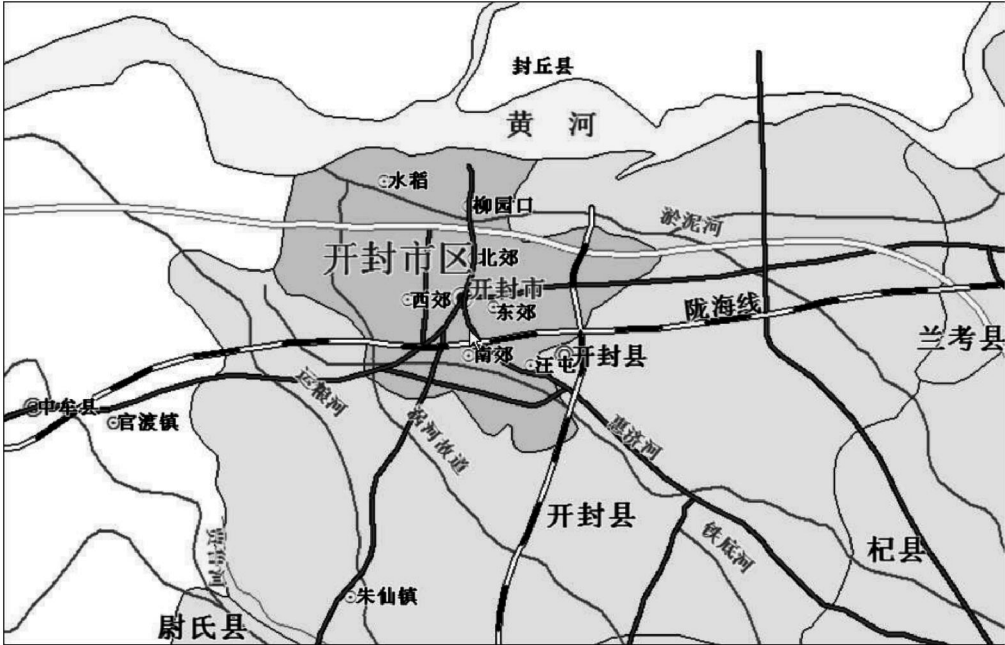 封丘县
黄 河
水稻
柳园口
淤泥河
开封市区
北郊
西郊
开封市
东郊
陇海线
兰考县
南郊
汪屯
开封县
运粮河
中牟县
官渡镇
涡河故道
惠济河
开封县
铁底河
杞县
贾鲁河
朱仙镇
尉氏县